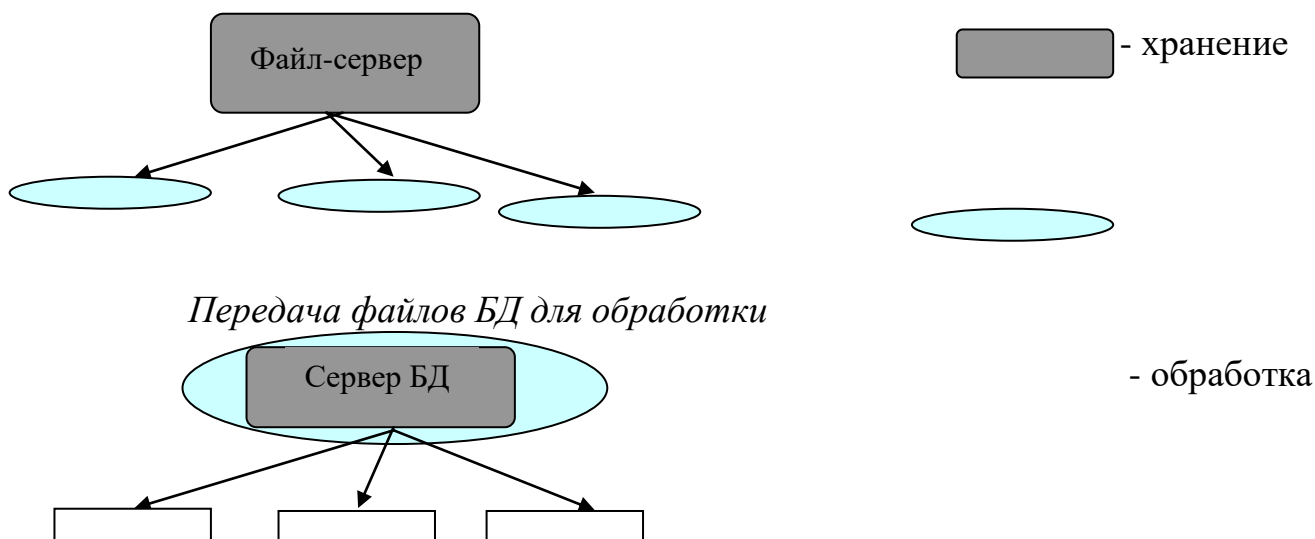 Файл-сервер
- хранение
Передача файлов БД для обработки
Сервер БД
- обработка